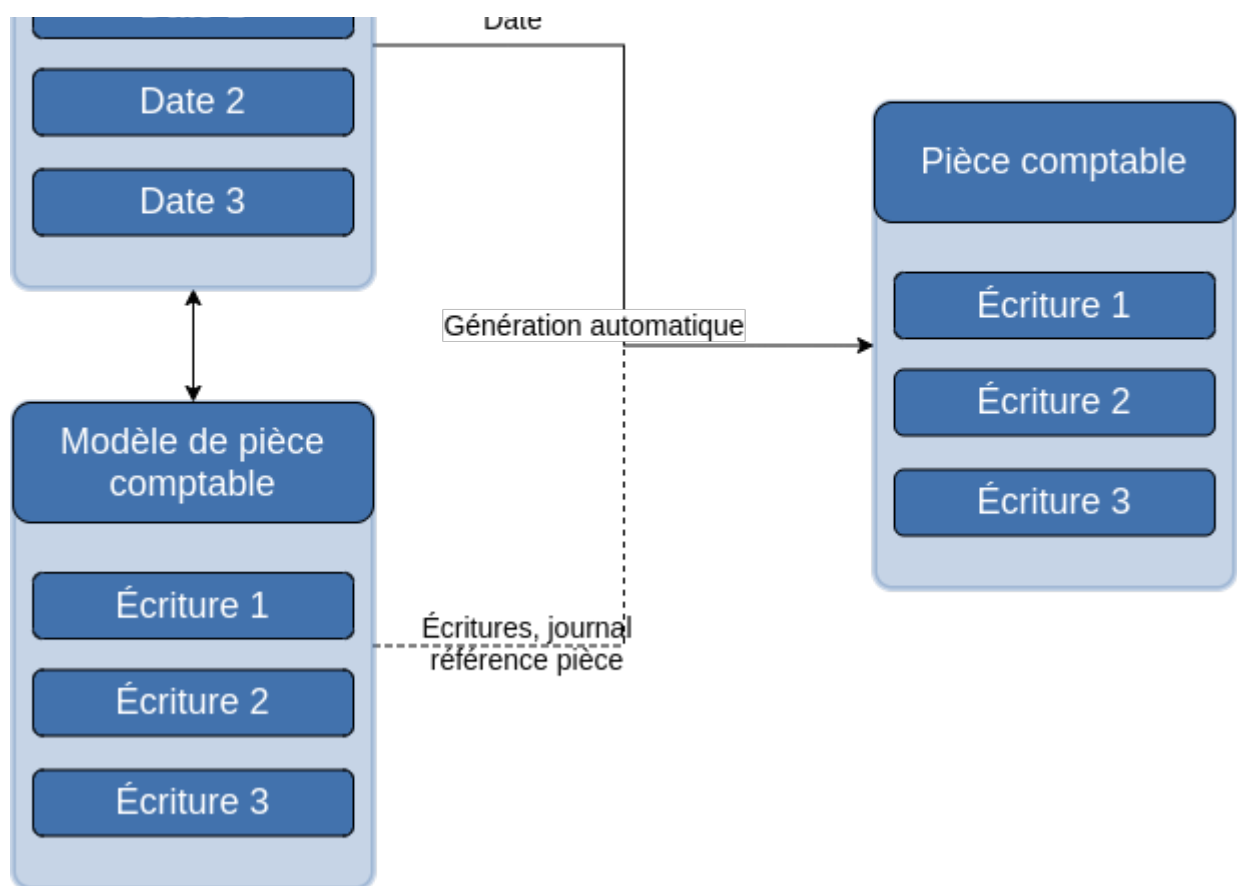 Date
Date 2
Date 3
Génération automatique
Pièce comptable
Écriture 1
Écriture 2
Écriture 3
Modèle de pièce
comptable
Écriture 1
Écriture 2
Écriture 3
Écritures, journal
référence pièce